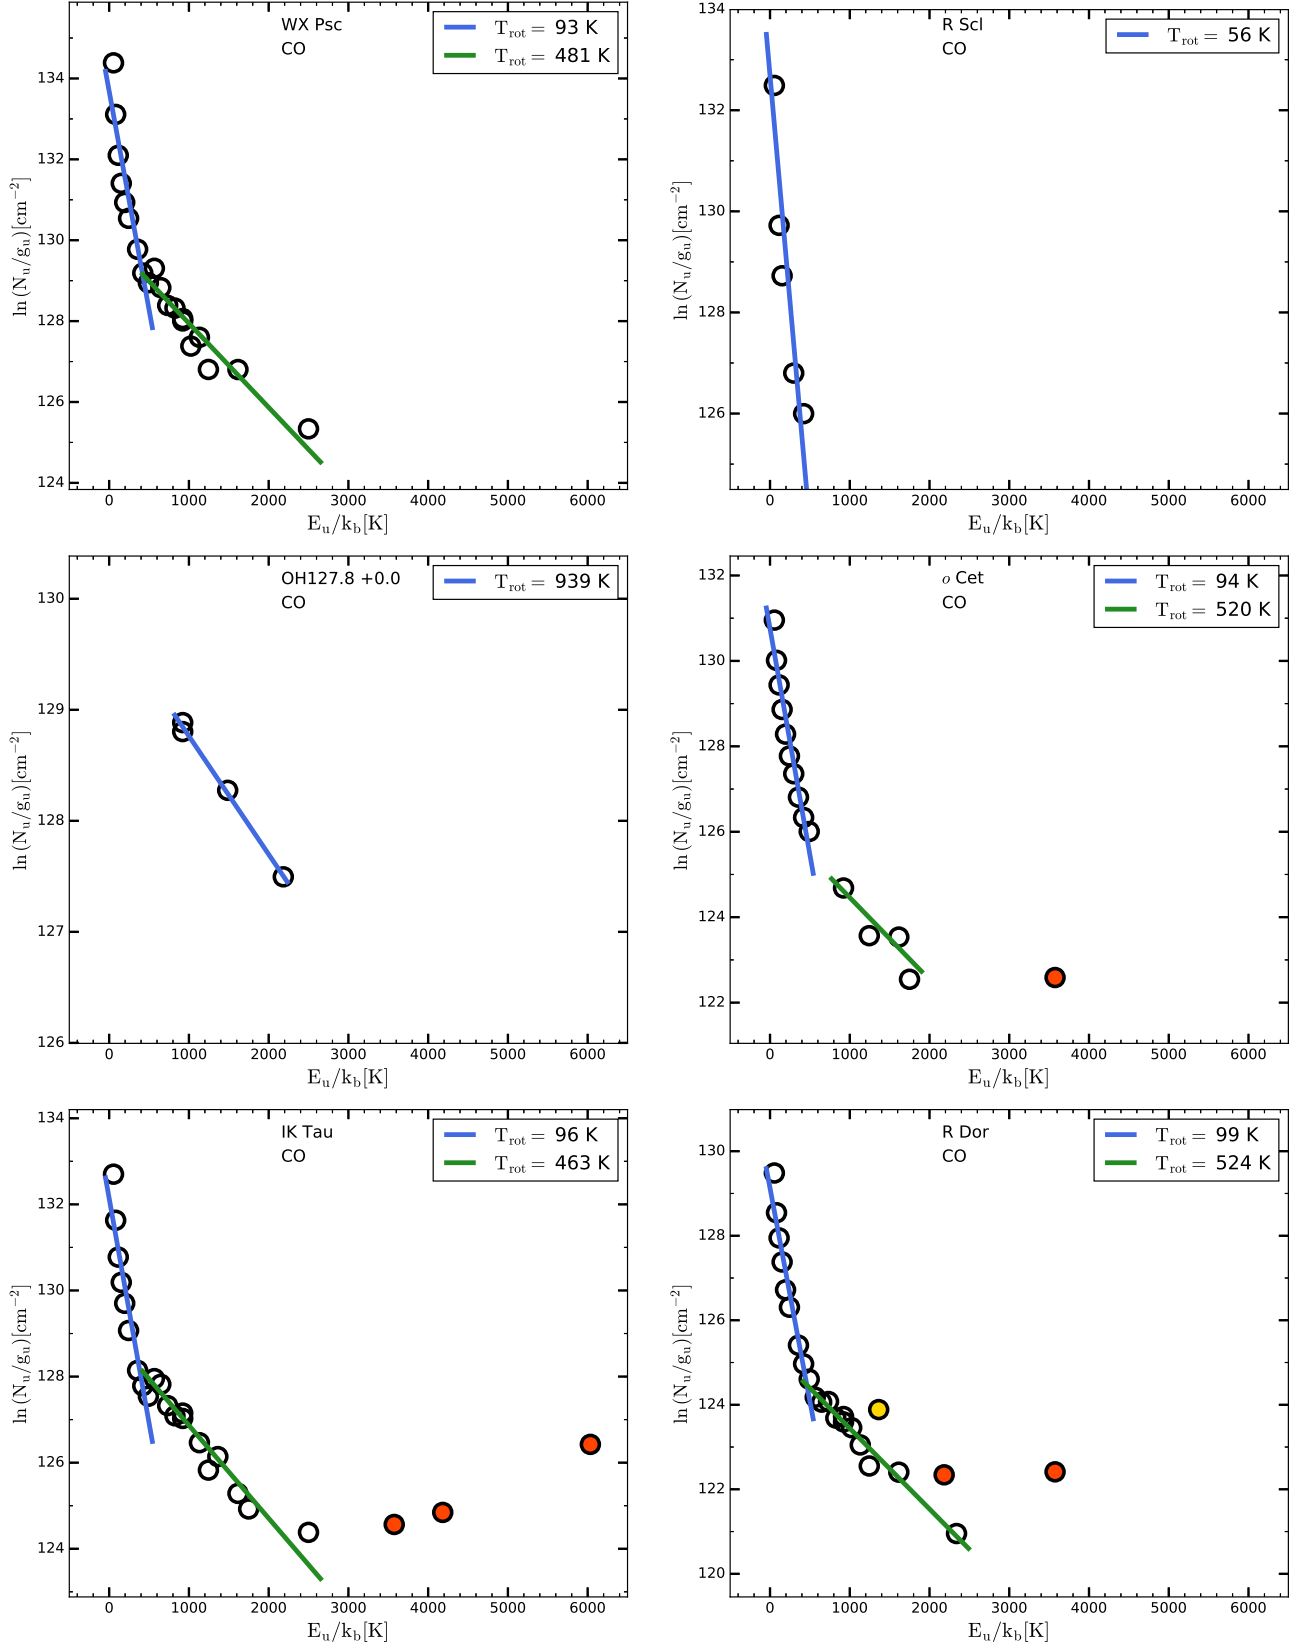 WX Psc
CO
T_rot = 93 K
T_rot = 481 K
134
132
130
128
126
124
ln (N_u/g_u)[cm^−2]
0 1000 2000 3000 4000 5000 6000
E_u/k_b[K]
R Scl
CO
T_rot = 56 K
134
132
130
128
126
ln (N_u/g_u)[cm^−2]
0 1000 2000 3000 4000 5000 6000
E_u/k_b[K]
OH127.8 +0.0
CO
T_rot = 939 K
130
129
128
127
126
ln (N_u/g_u)[cm^−2]
0 1000 2000 3000 4000 5000 6000
E_u/k_b[K]
o Cet
CO
T_rot = 94 K
T_rot = 520 K
132
130
128
126
124
122
ln (N_u/g_u)[cm^−2]
0 1000 2000 3000 4000 5000 6000
E_u/k_b[K]
IK Tau
CO
T_rot = 96 K
T_rot = 463 K
134
132
130
128
126
124
ln (N_u/g_u)[cm^−2]
0 1000 2000 3000 4000 5000 6000
E_u/k_b[K]
R Dor
CO
T_rot = 99 K
T_rot = 524 K
130
128
126
124
122
120
ln (N_u/g_u)[cm^−2]
0 1000 2000 3000 4000 5000 6000
E_u/k_b[K]